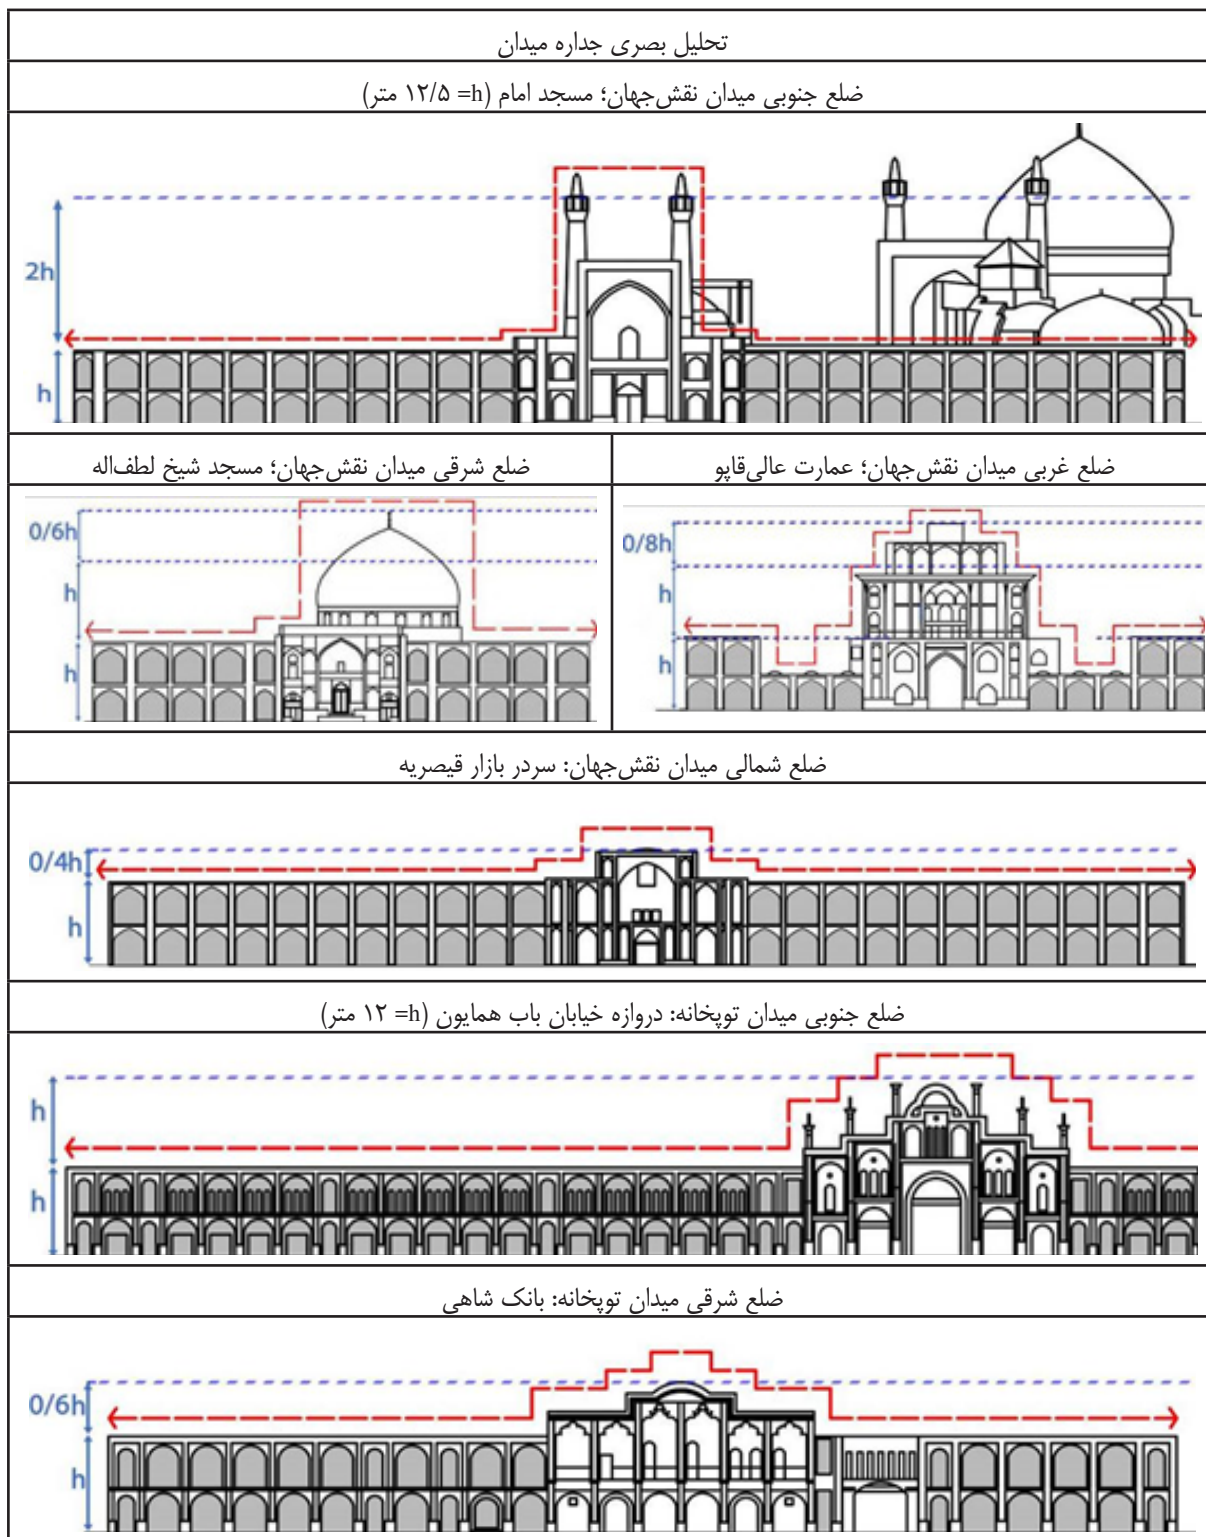 تحلیل بصری جداره میدان
ضلع جنوبی میدان نقش‌جهان؛ مسجد امام (h= ۱۲/۵ متر)
2h
h
ضلع غربی میدان نقش‌جهان؛ عمارت عالی‌قاپو
ضلع شرقی میدان نقش‌جهان؛ مسجد شیخ لطف‌اله
0/8h
h
h
0/6h
h
h
ضلع شمالی میدان نقش‌جهان: سردر بازار قیصریه
0/4h
h
ضلع جنوبی میدان توپخانه: دروازه خیابان باب همایون (h= ۱۲ متر)
h
h
ضلع شرقی میدان توپخانه: بانک شاهی
0/6h
h